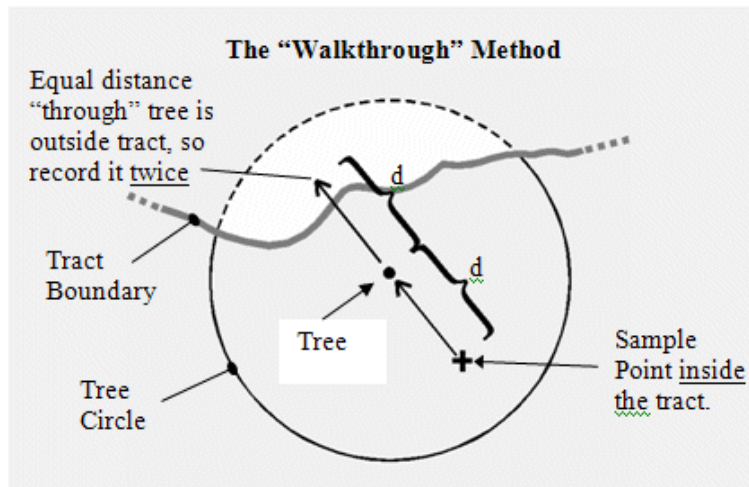 The “Walkthrough” Method
Equal distance
“through” tree is
outside tract, so
record it twice
d
d
Tract
Boundary
Tree
Sample
Point inside
the tract.
Tree
Circle